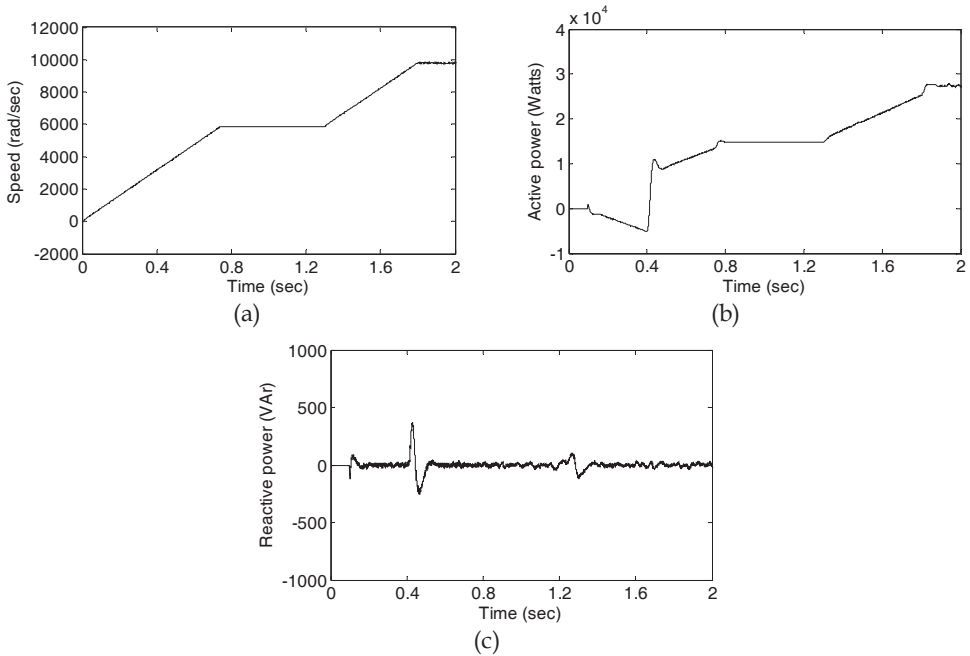 12000
10000
8000
6000
4000
2000
0
-2000
Speed (rad/sec)
0 0.4 0.8 1.2 1.6 2
Time (sec)
(a)
x 10^4
4
3
2
1
0
-1
Active power (Watts)
0 0.4 0.8 1.2 1.6 2
Time (sec)
(b)
1000
500
0
-500
-1000
Reactive power (VAr)
0 0.4 0.8 1.2 1.6 2
Time (sec)
(c)